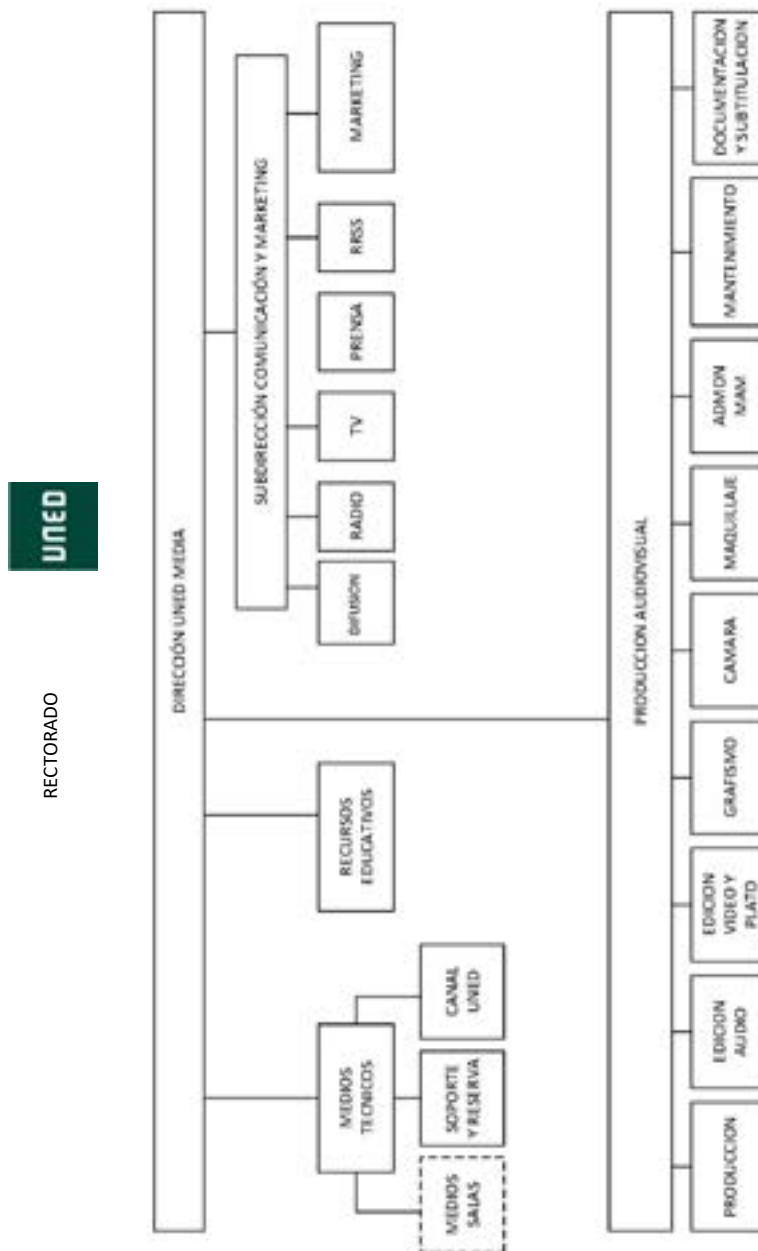 RECTORADO
UNED
DIRECCIÓN UNED MEDIA
SUBDIRECCIÓN COMUNICACIÓN Y MARKETING
MEDIOS
TECNICOS
RECURSOS
EDUCATIVOS
DIFUSION
RADIO
TV
PRENSA
RRSS
MARKETING
MEDIOS
SALAS
SOPORTE
Y RESERVA
CANAL
UNED
PRODUCCION AUDIOVISUAL
PRODUCCION
EDICION
AUDIO
EDICION
VIDEO Y
PLATO
GRAFISMO
CAMARA
MAQUILLAJE
ADMON
MAM
MANTENIMIENTO
DOCUMENTACION
Y SUBTITULACION